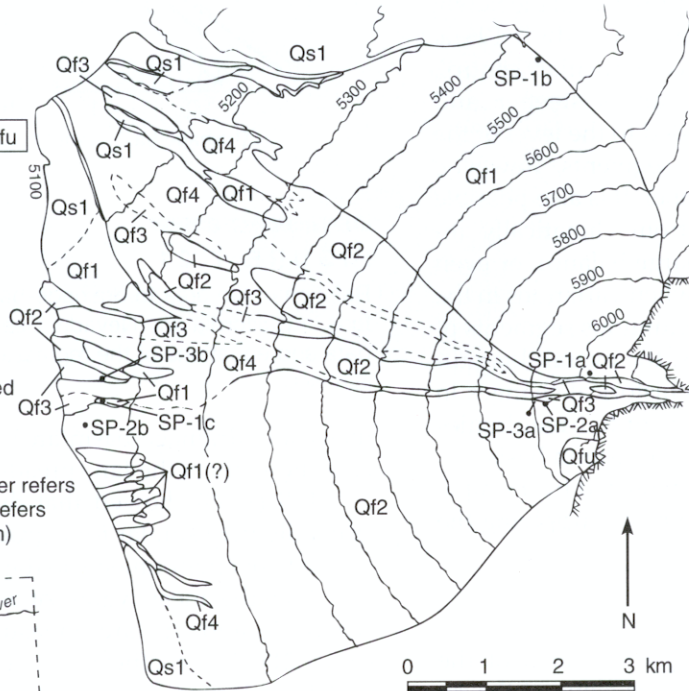 Qs1
Qf3
Qs1
SP-1b
5200
5300
5400
5500
fu
Qs1
Qf4
Qf1
5600
5100
Qf4
Qf1
5700
Qs1
Qf3
Qf2
5800
Qf1
Qf2
Qf2
5900
Qf3
Qf2
Qf3
6000
Qf4
Qf2
SP-1a
Qf2
SP-3b
ed
Qf1
Qf3
Qf3
SP-2b
SP-1c
SP-3a
SP-2a
Qfu
Qf1(?)
er refers
efers
n)
Qf2
N
ver
Qf4
Qs1
0 1 2 3 km